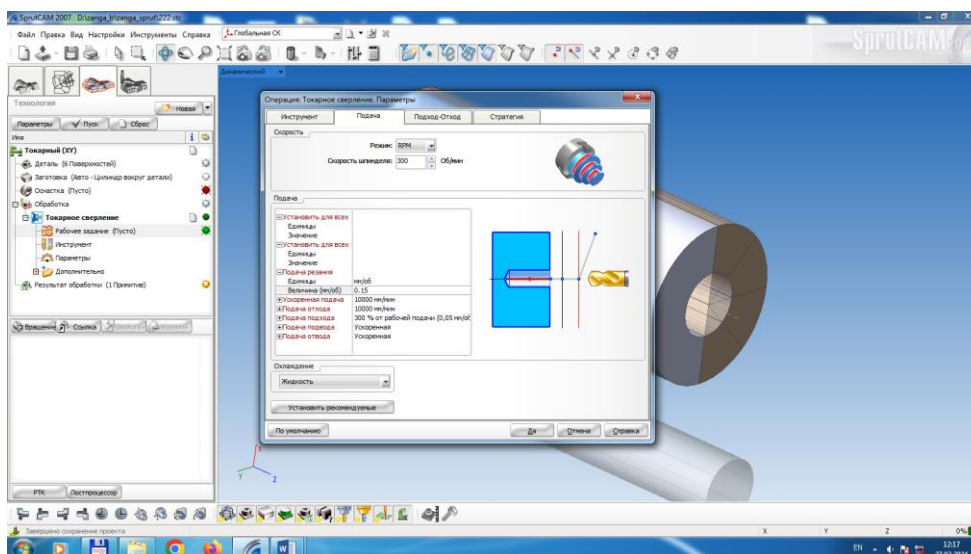 SprutCAM 2007 D:\zanga_b\zanga_sprut\222.stc
Файл Правка Вид Настройки Инструменты Справка
Глобальная СК
SprutCAM
Динамический
Технология
Новая
Параметры
Пуск
Сброс
Имя
Токарный (XY)
Деталь (6 Поверхностей)
Заготовка (Авто - Цилиндр вокруг детали)
Оснастка (Пусто)
Обработка
Токарное сверление
Рабочее задание (Пусто)
Инструмент
Параметры
Дополнительно
Результат обработки (1 Примитив)
Вращение
Ссылка
РТК
Постпроцессор
Операция: Токарное сверление. Параметры
Инструмент
Подача
Подход-Отход
Стратегия
Скорость
Режим: RPM
Скорость шпинделя: 300 Об/мин
Подача
Установить для всех
Единицы
Значение
Установить для всех
Единицы
Значение
Подача резания
Единицы мм/об
Величина (мм/об) 0.15
Ускоренная подача 10000 мм/мин
Подача отхода 10000 мм/мин
Подача подхода 300 % от рабочей подачи (0,05 мм/об
Подача подвода Ускоренная
Подача отвода Ускоренная
Охлаждение
Жидкость
Установить рекомендуемые
По умолчанию
Да
Отмена
Справка
X
Y
Z
Завершено сохранение проекта
X Y Z 0%
EN
12:17